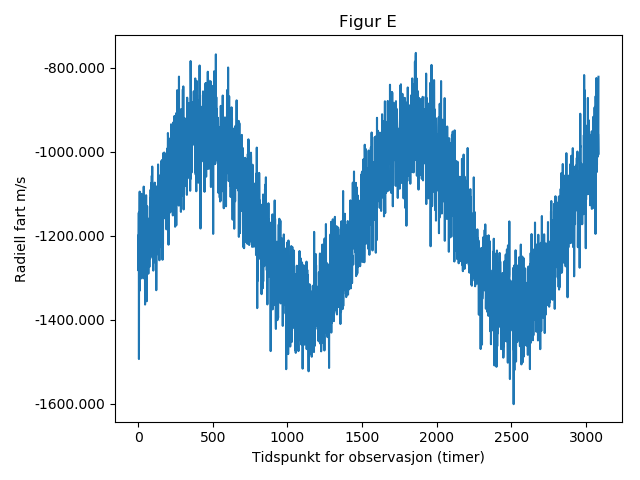 Figur E
-800.000
-1000.000
-1200.000
-1400.000
-1600.000
Radiell fart m/s
0 500 1000 1500 2000 2500 3000
Tidspunkt for observasjon (timer)